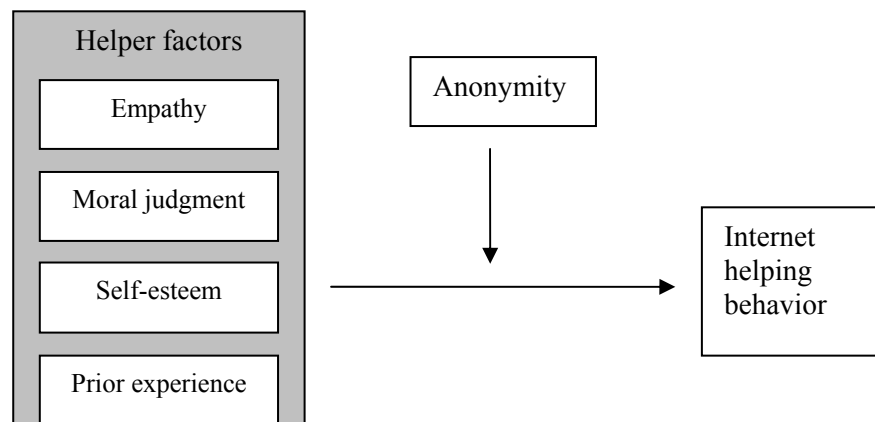 Helper factors
Empathy
Moral judgment
Self-esteem
Prior experience
Anonymity
Internet
helping
behavior